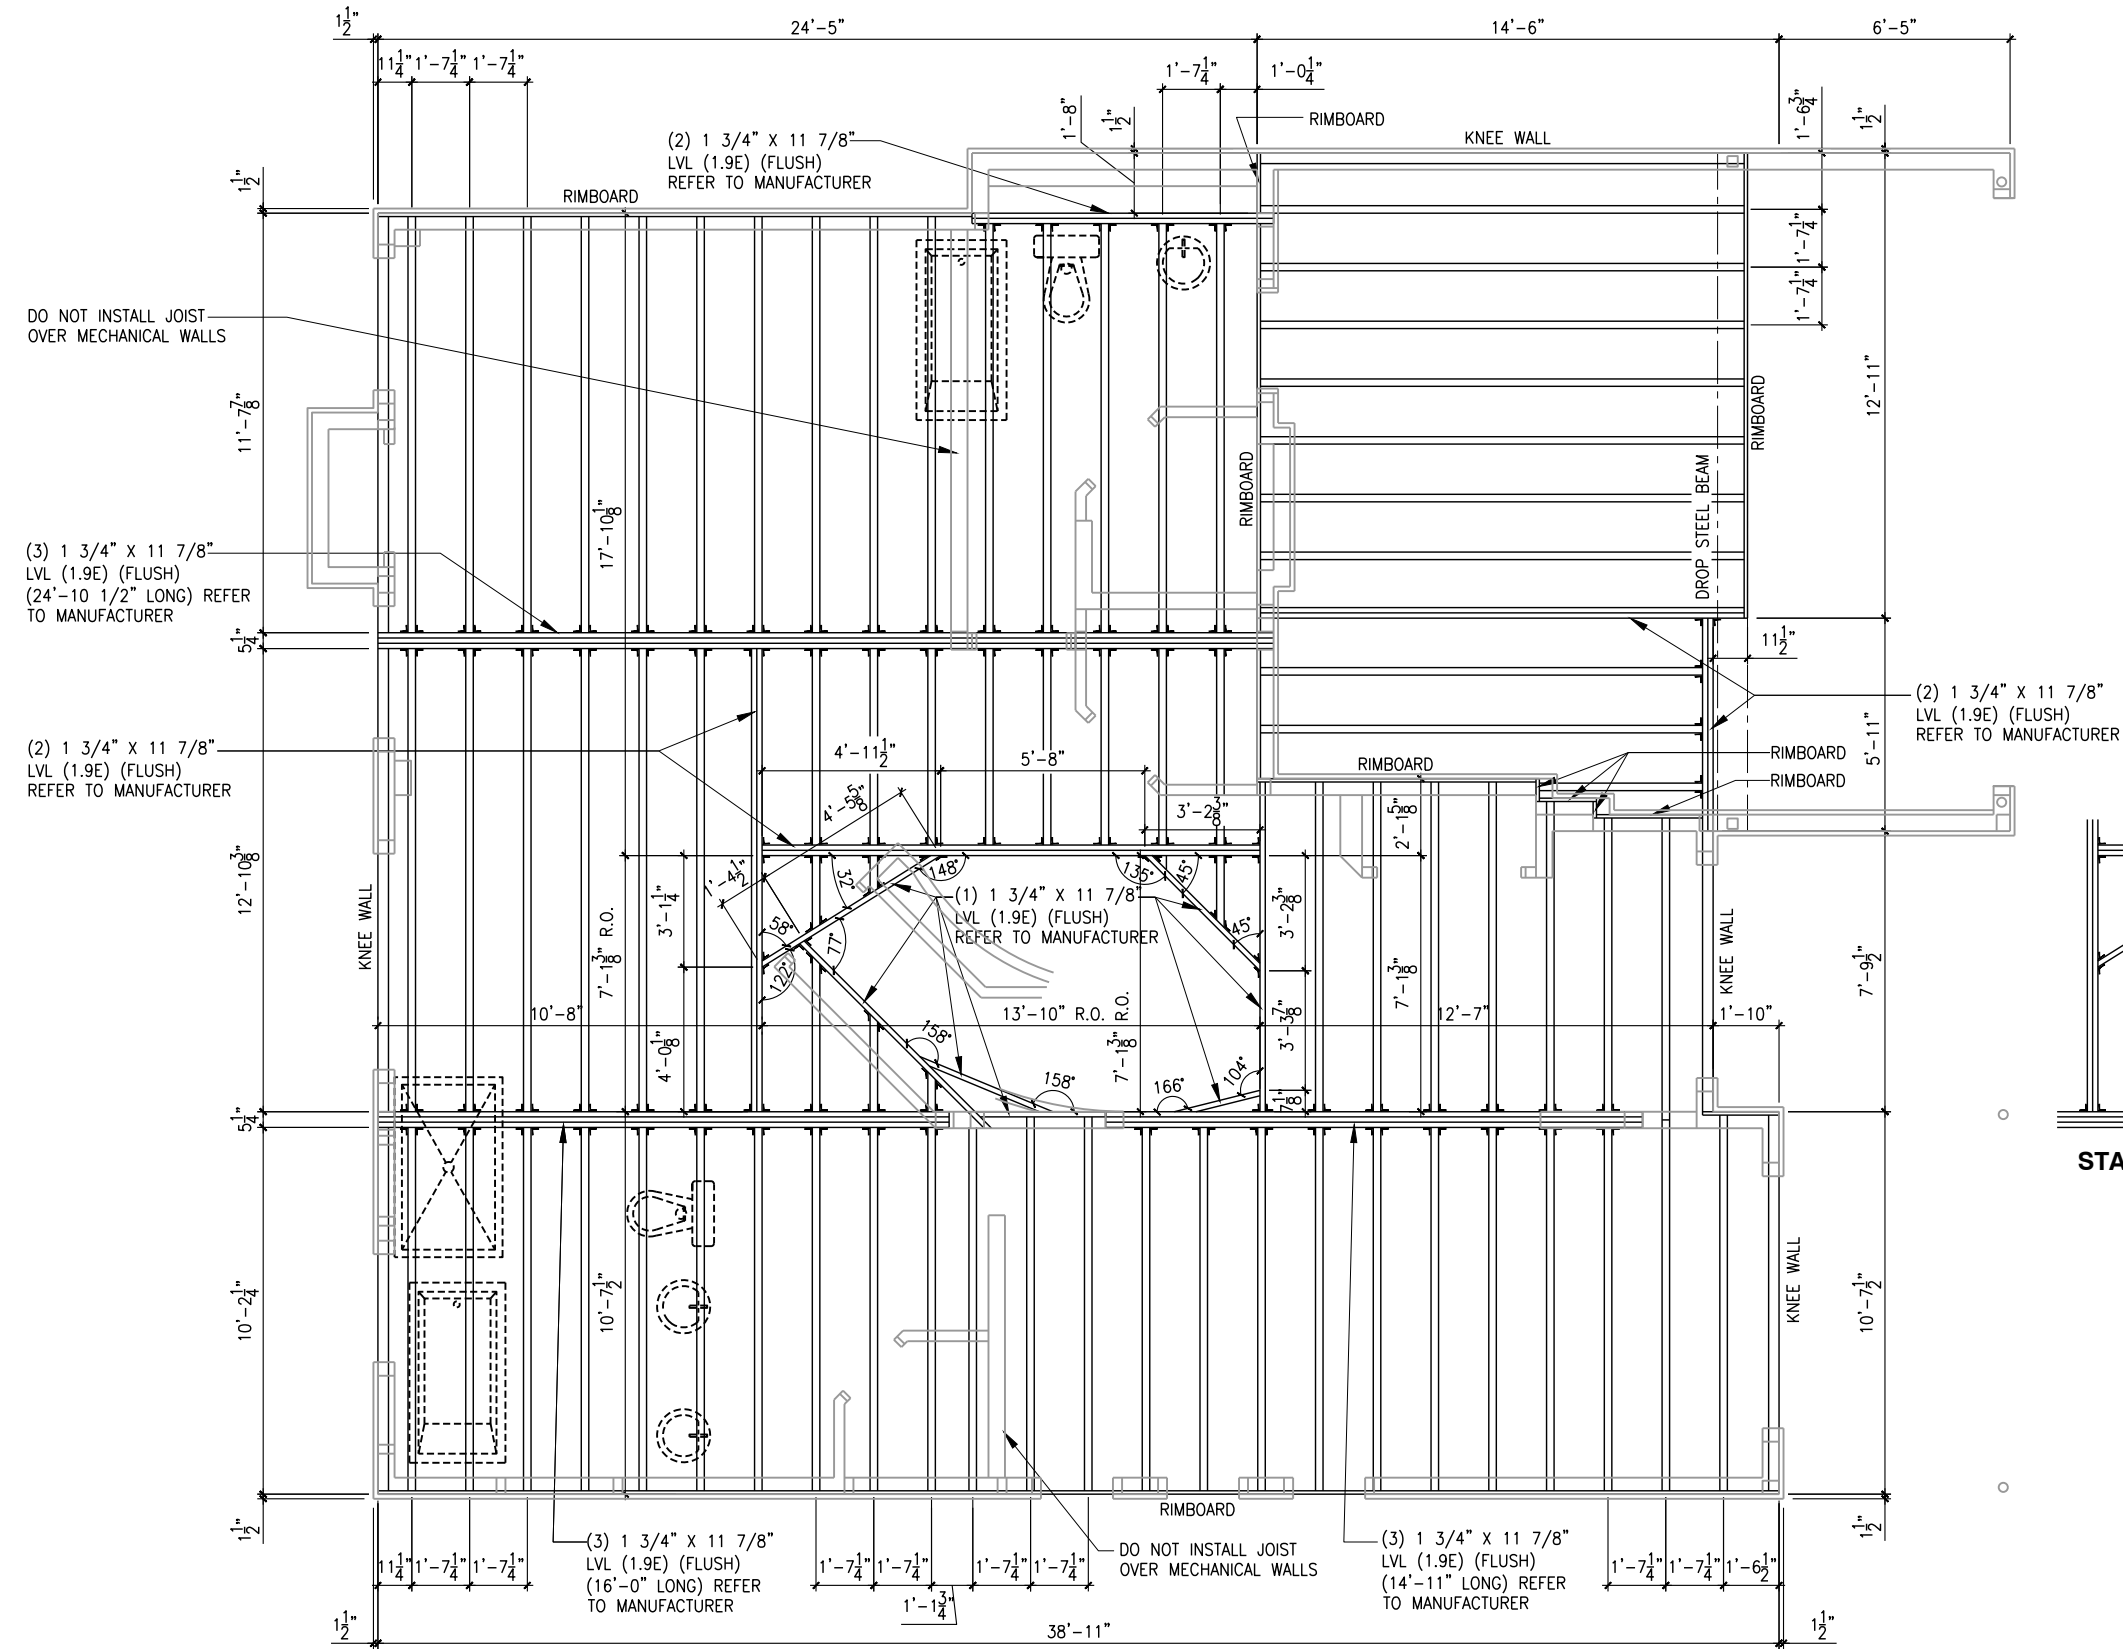 1 1/2"
24'-5"
14'-6"
6'-5"
11 1/4"
1'-7 1/4"
1'-7 1/4"
1'-7 1/4"
1'-0 1/4"
1'-8"
1 1/2"
1'-6 3/4"
1 1/2"
RIMBOARD
KNEE WALL
(2) 1 3/4" X 11 7/8"
LVL (1.9E) (FLUSH)
REFER TO MANUFACTURER
1 1/2"
RIMBOARD
1'-7 1/4"
1'-7 1/4"
DO NOT INSTALL JOIST
OVER MECHANICAL WALLS
11'-7 7/8"
12'-11"
RIMBOARD
RIMBOARD
DROP STEEL BEAM
17'-10 1/8"
(3) 1 3/4" X 11 7/8"
LVL (1.9E) (FLUSH)
(24'-10 1/2" LONG) REFER
TO MANUFACTURER
5 1/4"
11 1/2"
(2) 1 3/4" X 11 7/8"
LVL (1.9E) (FLUSH)
REFER TO MANUFACTURER
(2) 1 3/4" X 11 7/8"
LVL (1.9E) (FLUSH)
REFER TO MANUFACTURER
4'-11 1/2"
5'-8"
RIMBOARD
RIMBOARD
RIMBOARD
5'-11"
4'-5 5/8"
3'-2 3/8"
2'-1 5/8"
12'-10 3/8"
KNEE WALL
1'-4 1/2"
32°
148°
135°
45°
(1) 1 3/4" X 11 7/8"
LVL (1.9E) (FLUSH)
REFER TO MANUFACTURER
3'-1 1/4"
7'-1 3/8" R.O.
58°
77°
122°
45°
3'-2 3/8"
7'-1 3/8"
KNEE WALL
7'-9 1/2"
10'-8"
13'-10" R.O.
R.O.
7'-1 3/8"
12'-7"
1'-10"
4'-0 1/8"
158°
158°
166°
104°
3'-3 7/8"
7 1/8"
5 1/4"
STA
10'-2 1/4"
10'-7 1/2"
KNEE WALL
10'-7 1/2"
1 1/2"
RIMBOARD
1 1/2"
(3) 1 3/4" X 11 7/8"
LVL (1.9E) (FLUSH)
(16'-0" LONG) REFER
TO MANUFACTURER
DO NOT INSTALL JOIST
OVER MECHANICAL WALLS
(3) 1 3/4" X 11 7/8"
LVL (1.9E) (FLUSH)
(14'-11" LONG) REFER
TO MANUFACTURER
11 1/4"
1'-7 1/4"
1'-7 1/4"
1'-7 1/4"
1'-7 1/4"
1'-7 1/4"
1'-7 1/4"
1'-7 1/4"
1'-7 1/4"
1'-6 1/2"
1'-1 3/4"
1 1/2"
38'-11"
1 1/2"